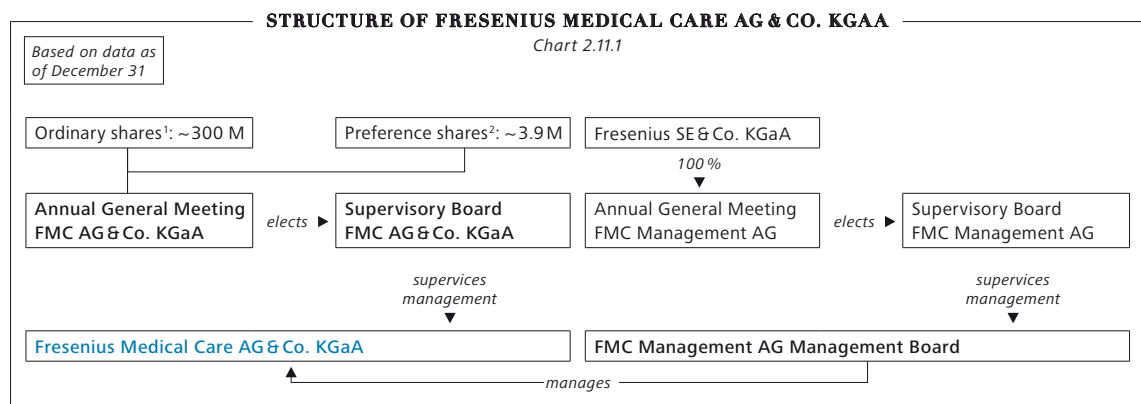 STRUCTURE OF FRESENIUS MEDICAL CARE AG & CO. KGAA
Chart 2.11.1
Based on data as
of December 31
Ordinary shares¹: ~300 M
Preference shares²: ~3.9 M
Fresenius SE & Co. KGaA
100 %
Annual General Meeting
FMC AG & Co. KGaA
elects
Supervisory Board
FMC AG & Co. KGaA
Annual General Meeting
FMC Management AG
elects
Supervisory Board
FMC Management AG
supervices
management
supervices
management
Fresenius Medical Care AG & Co. KGaA
FMC Management AG Management Board
manages